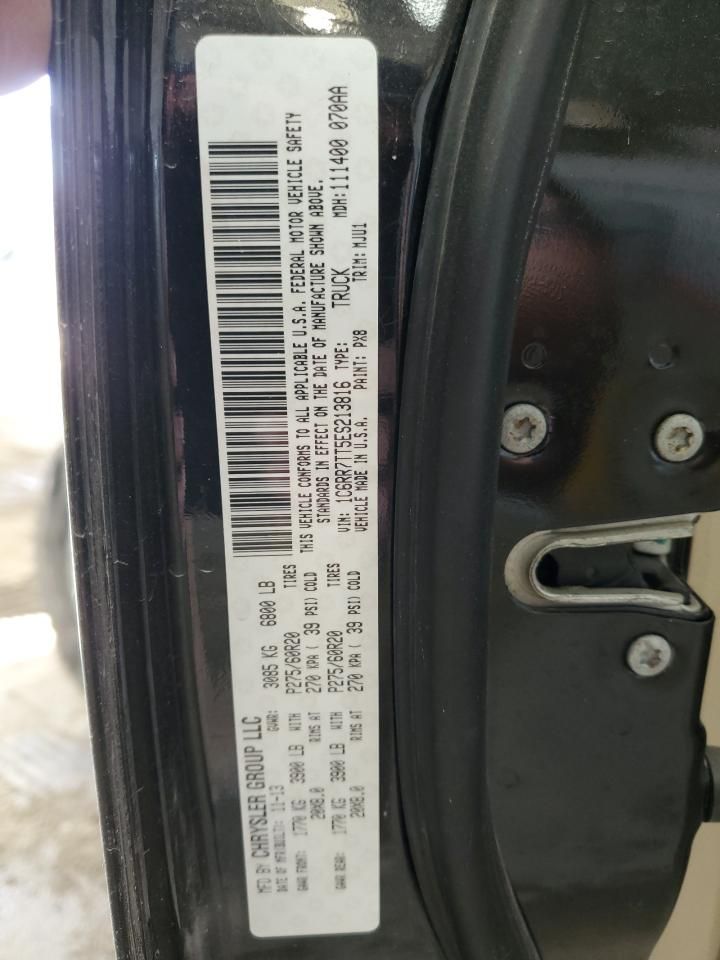 MFD BY CHRYSLER GROUP LLC
DATE OF MFR(BUILT): 11-13 GVWR: 3085 KG 6800 LB
GAWR FRONT: 1770 KG 3900 LB WITH P275/60R20 TIRES
20X8.0 RIMS AT 270 KPA ( 39 PSI) COLD
GAWR REAR: 1770 KG 3900 LB WITH P275/60R20 TIRES
20X8.0 RIMS AT 270 KPA ( 39 PSI) COLD
THIS VEHICLE CONFORMS TO ALL APPLICABLE U.S.A. FEDERAL MOTOR VEHICLE SAFETY
STANDARDS IN EFFECT ON THE DATE OF MANUFACTURE SHOWN ABOVE.
VIN: 1C6RR7TT5ES213816 TYPE: TRUCK MDH:111400 070AA
VEHICLE MADE IN U.S.A. PAINT: PX8 TRIM: MJU1